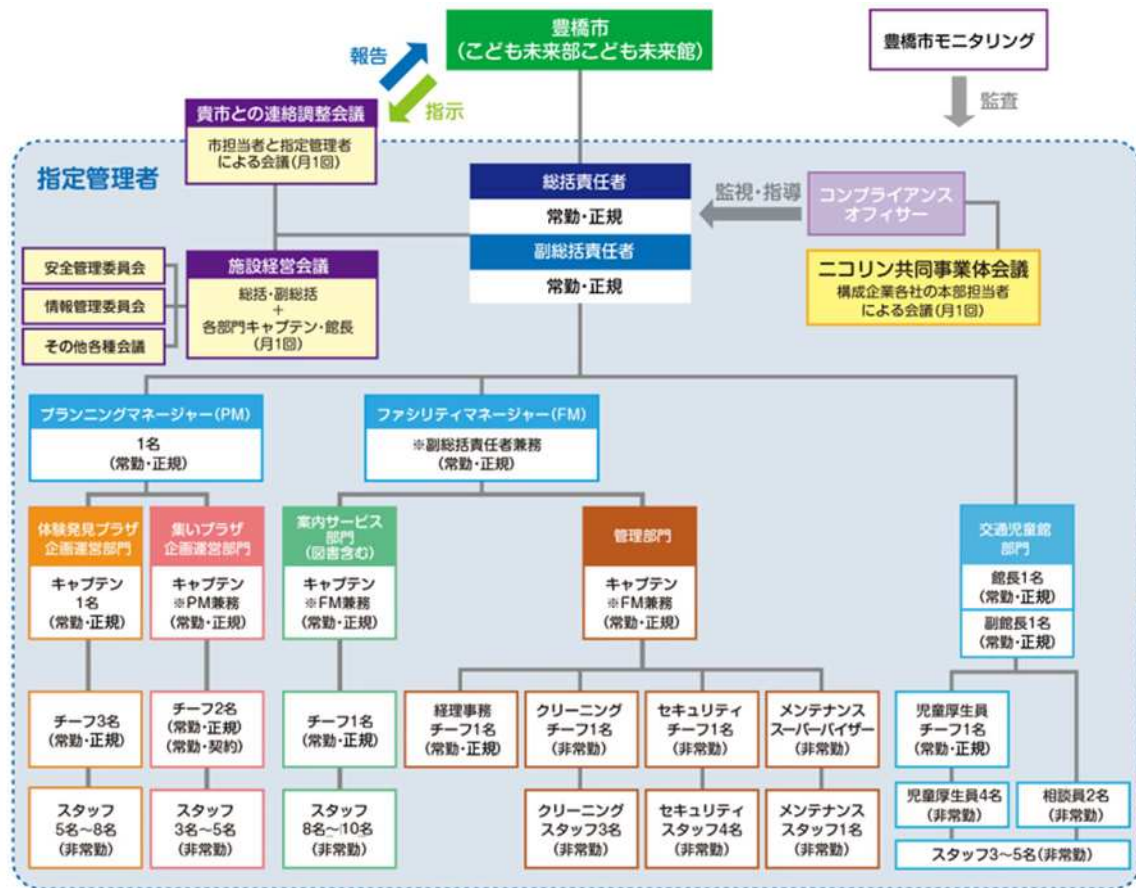 豊橋市
(こども未来部こども未来館)
豊橋市モニタリング
報告
指示
監査
貴市との連絡調整会議
市担当者と指定管理者
による会議(月1回)
指定管理者
総括責任者
常勤・正規
副総括責任者
常勤・正規
監視・指導
コンプライアンス
オフィサー
ニコリン共同事業体会議
構成企業各社の本部担当者
による会議(月1回)
安全管理委員会
情報管理委員会
その他各種会議
施設経営会議
総括・副総括
+
各部門キャプテン・館長
(月1回)
プランニングマネージャー(PM)
1名
(常勤・正規)
ファシリティマネージャー(FM)
※副総括責任者兼務
(常勤・正規)
体験発見プラザ
企画運営部門
キャプテン
1名
(常勤・正規)
集いプラザ
企画運営部門
キャプテン
※PM兼務
(常勤・正規)
案内サービス
部門
(図書含む)
キャプテン
※FM兼務
(常勤・正規)
管理部門
キャプテン
※FM兼務
(常勤・正規)
交通児童館
部門
館長1名
(常勤・正規)
副館長1名
(常勤・正規)
チーフ3名
(常勤・正規)
チーフ2名
(常勤・正規)
(常勤・契約)
チーフ1名
(常勤・正規)
経理事務
チーフ1名
(常勤・正規)
クリーニング
チーフ1名
(非常勤)
セキュリティ
チーフ1名
(非常勤)
メンテナンス
スーパーバイザー
(非常勤)
児童厚生員
チーフ1名
(常勤・正規)
スタッフ
5名~8名
(非常勤)
スタッフ
3名~5名
(非常勤)
スタッフ
8名~10名
(非常勤)
クリーニング
スタッフ3名
(非常勤)
セキュリティ
スタッフ4名
(非常勤)
メンテナンス
スタッフ1名
(非常勤)
児童厚生員4名
(非常勤)
相談員2名
(非常勤)
スタッフ3~5名(非常勤)